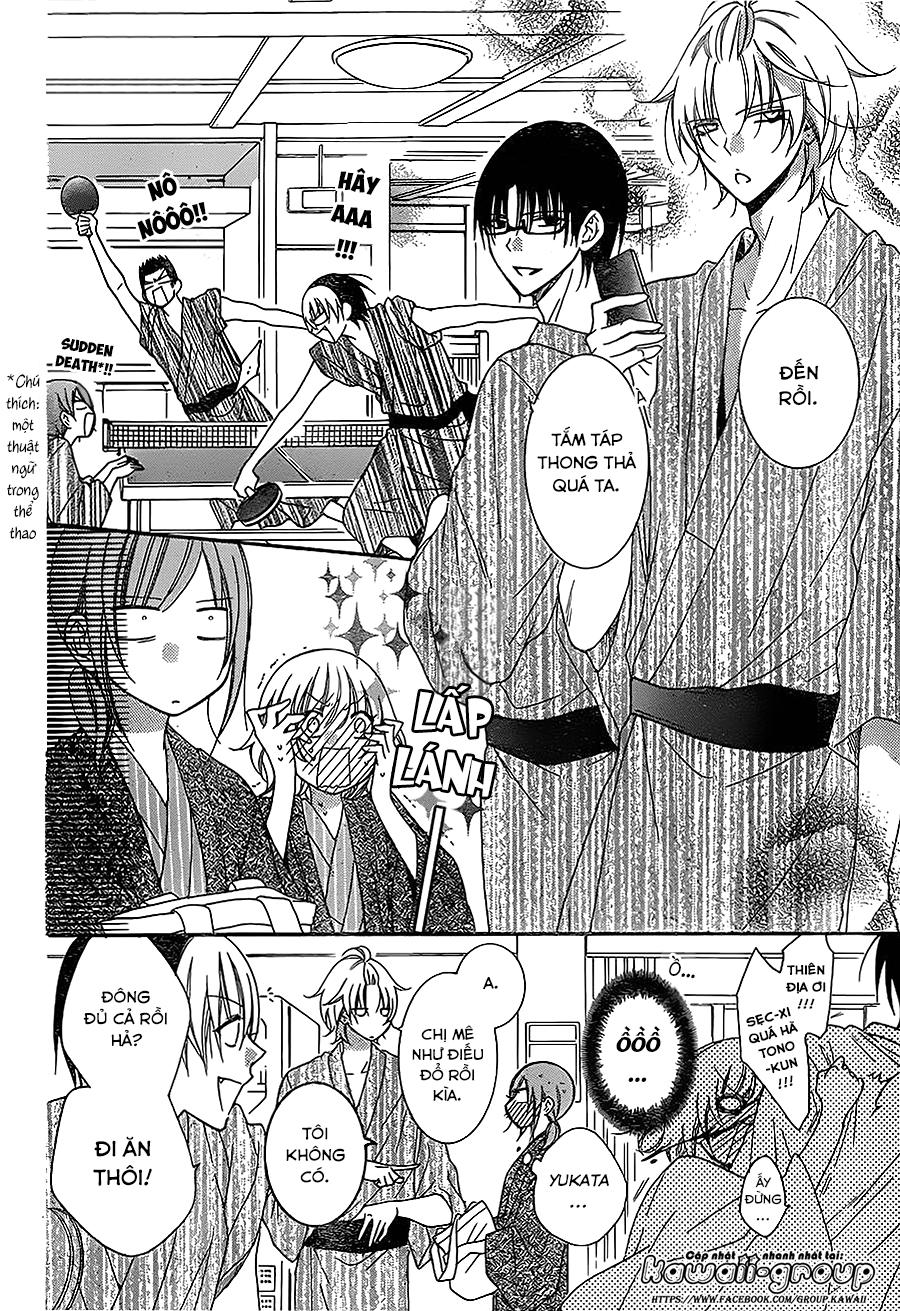 ĐẾN
RỒI.
TẮM TÁP
THONG THẢ
QUÁ TA.
HÂY
AAA
!!!
NÔ
NÔÔÔ!!
SUDDEN
DEATH*!!
*Chú
thích:
một
thuật
ngữ
trong
thể
thao
LẤP
LÁNH
THIÊN
ĐỊA ƠI
!!!
SEC-XI
QUÁ HÀ
TONO
-KUN
!!!
Ồ...
ỒỒỒ
...
ẤY
ĐỪNG
...
YUKATA
...
A.
CHỊ MÊ
NHƯ ĐIẾU
ĐỔ RỒI
KÌA.
TÔI
KHÔNG
CÓ.
ĐÔNG
ĐỦ CẢ RỒI
HẢ?
ĐI ĂN
THÔI!
Cập nhật nhanh nhất tại:
kawaii-group
HTTPS://WWW.FACEBOOK.COM/GROUP.KAWAII